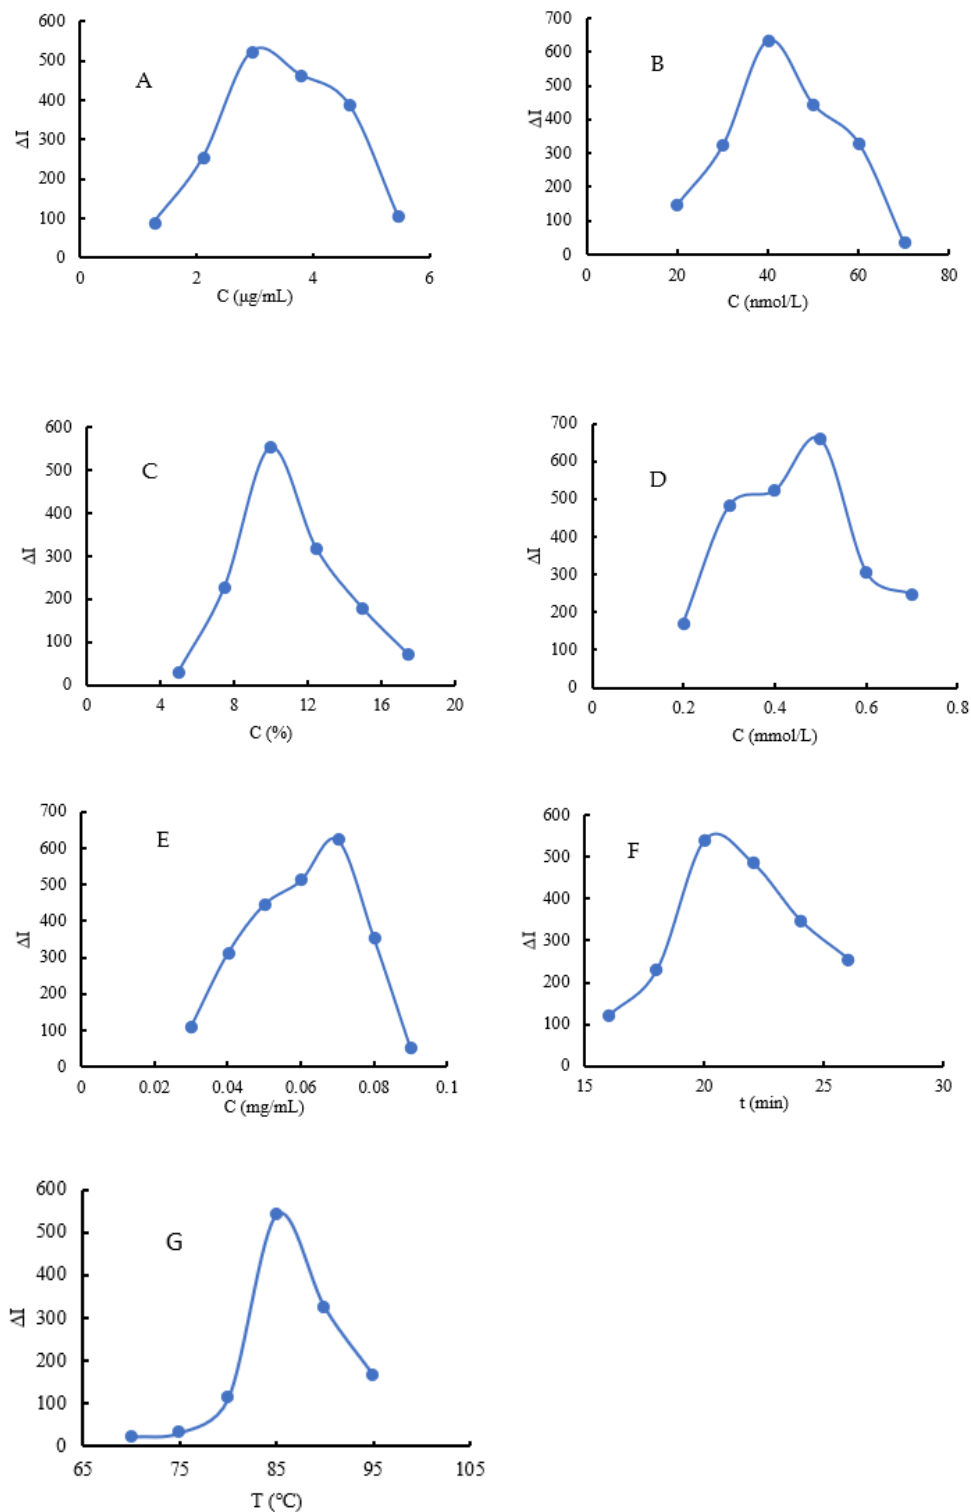 A
600
500
400
300
200
100
0
ΔI
0 2 4 6
C (μg/mL)
B
700
600
500
400
300
200
100
0
ΔI
0 20 40 60 80
C (nmol/L)
C
600
500
400
300
200
100
0
ΔI
0 4 8 12 16 20
C (%)
D
700
600
500
400
300
200
100
0
ΔI
0 0.2 0.4 0.6 0.8
C (mmol/L)
E
700
600
500
400
300
200
100
0
ΔI
0 0.02 0.04 0.06 0.08 0.1
C (mg/mL)
F
600
500
400
300
200
100
0
ΔI
15 20 25 30
t (min)
G
600
500
400
300
200
100
0
ΔI
65 75 85 95 105
T (℃)